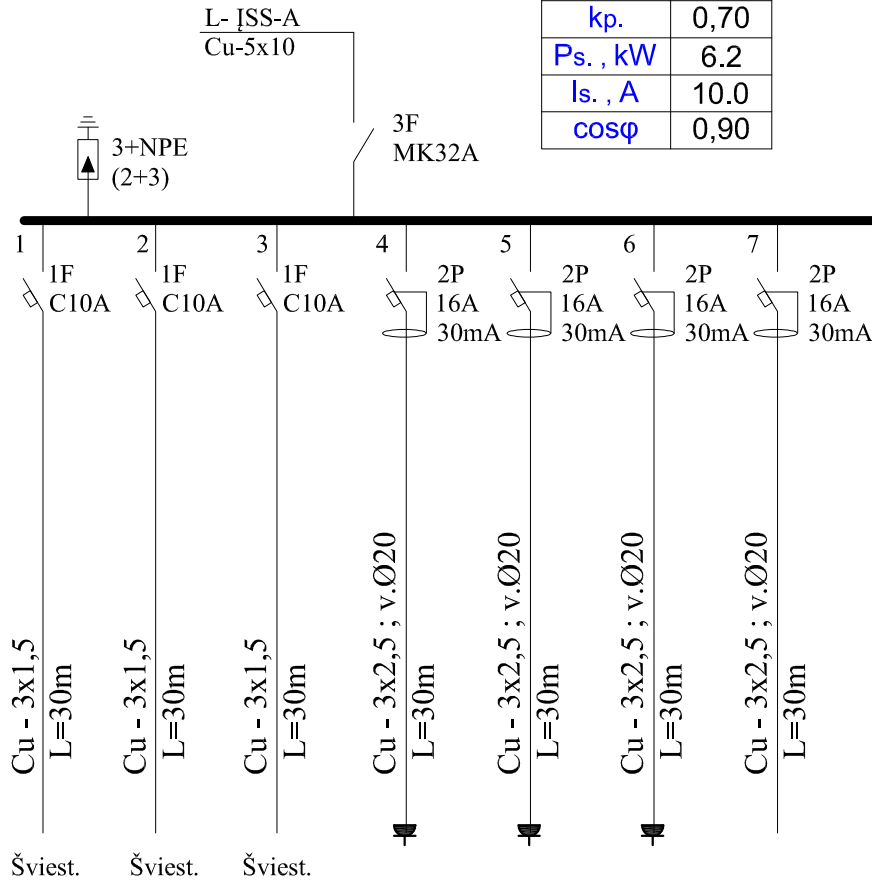 L- ĮSS-A
Cu-5x10
kp. 0,70
Ps. , kW 6.2
Is. , A 10.0
cosφ 0,90
3+NPE
(2+3)
3F
MK32A
1 2 3 4 5 6 7
1F
C10A
1F
C10A
1F
C10A
2P
16A
30mA
2P
16A
30mA
2P
16A
30mA
2P
16A
30mA
Cu - 3x1,5
L=30m
Cu - 3x1,5
L=30m
Cu - 3x1,5
L=30m
Cu - 3x2,5 ; v.Ø20
L=30m
Cu - 3x2,5 ; v.Ø20
L=30m
Cu - 3x2,5 ; v.Ø20
L=30m
Cu - 3x2,5 ; v.Ø20
L=30m
Šviest. Šviest. Šviest.